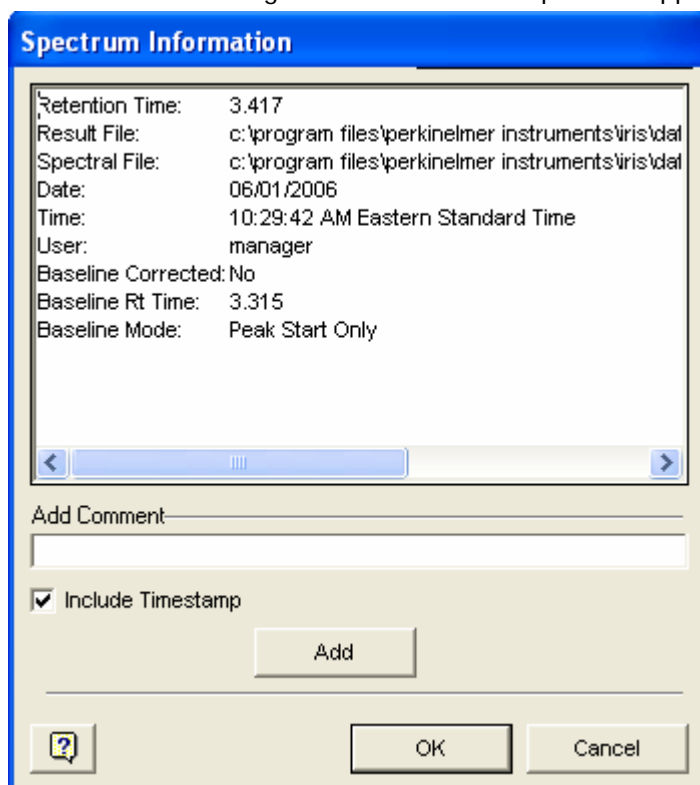 Spectrum Information
Retention Time: 3.417
Result File: c:\program files\perkinelmer instruments\iris\dat
Spectral File: c:\program files\perkinelmer instruments\iris\dat
Date: 06/01/2006
Time: 10:29:42 AM Eastern Standard Time
User: manager
Baseline Corrected: No
Baseline Rt Time: 3.315
Baseline Mode: Peak Start Only
Add Comment
Include Timestamp
Add
?
OK Cancel